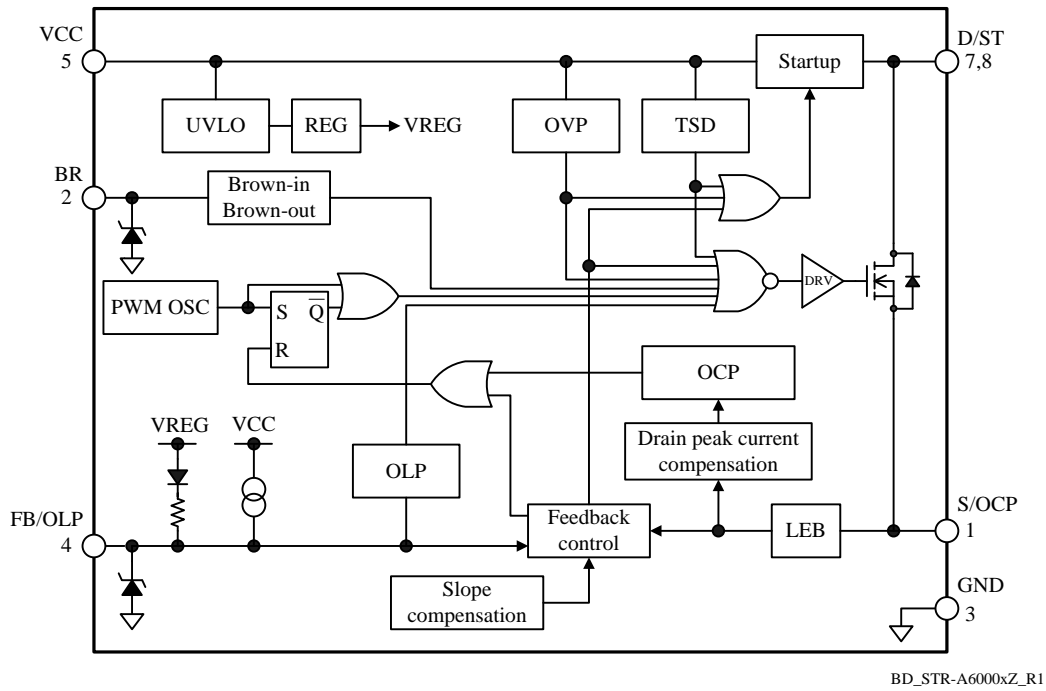 VCC
5
D/ST
7,8
Startup
UVLO
REG
VREG
OVP
TSD
BR
2
Brown-in
Brown-out
DRV
PWM OSC
S
Q̅
R
OCP
VREG
VCC
Drain peak current
compensation
OLP
FB/OLP
4
Feedback
control
LEB
S/OCP
1
Slope
compensation
GND
3
BD_STR-A6000xZ_R1